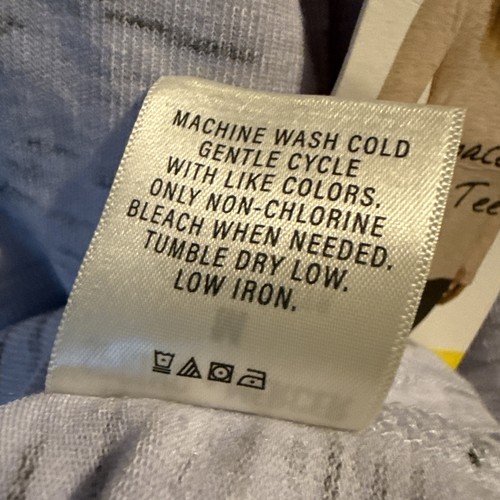 MACHINE WASH COLD
GENTLE CYCLE
WITH LIKE COLORS.
ONLY NON-CHLORINE
BLEACH WHEN NEEDED.
TUMBLE DRY LOW.
LOW IRON.
Tee